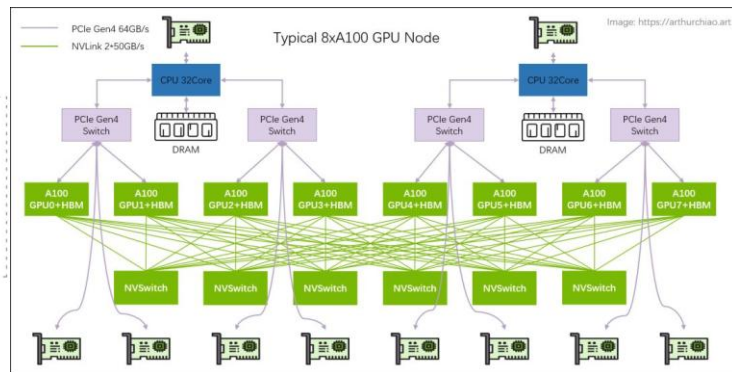 PCIe Gen4 64GB/s
NVLink 2*50GB/s
Typical 8xA100 GPU Node
Image: https://arthurchiao.art
CPU 32Core
CPU 32Core
PCIe Gen4
Switch
DRAM
PCIe Gen4
Switch
PCIe Gen4
Switch
DRAM
PCIe Gen4
Switch
A100
GPU0+HBM
A100
GPU1+HBM
A100
GPU2+HBM
A100
GPU3+HBM
A100
GPU4+HBM
A100
GPU5+HBM
A100
GPU6+HBM
A100
GPU7+HBM
NVSwitch
NVSwitch
NVSwitch
NVSwitch
NVSwitch
NVSwitch